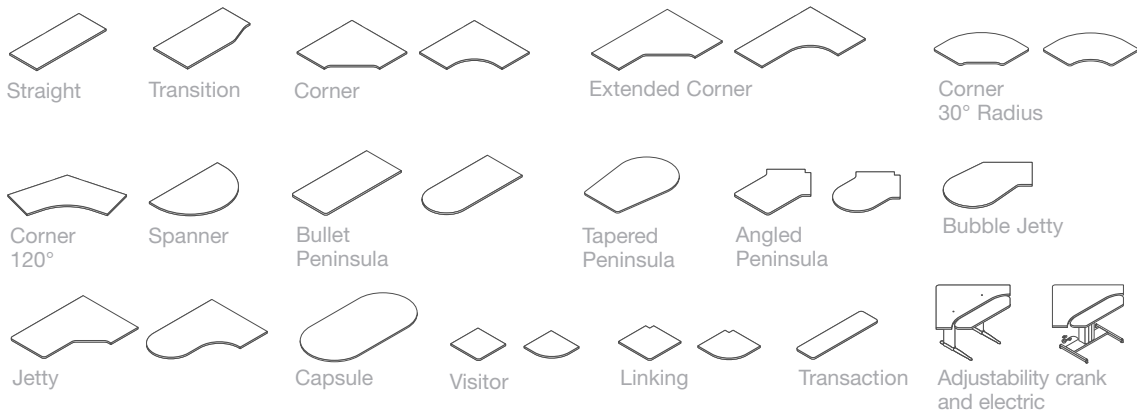 Straight
Transition
Corner
Extended Corner
Corner
30° Radius
Corner
120°
Spanner
Bullet
Peninsula
Tapered
Peninsula
Angled
Peninsula
Bubble Jetty
Jetty
Capsule
Visitor
Linking
Transaction
Adjustability crank
and electric